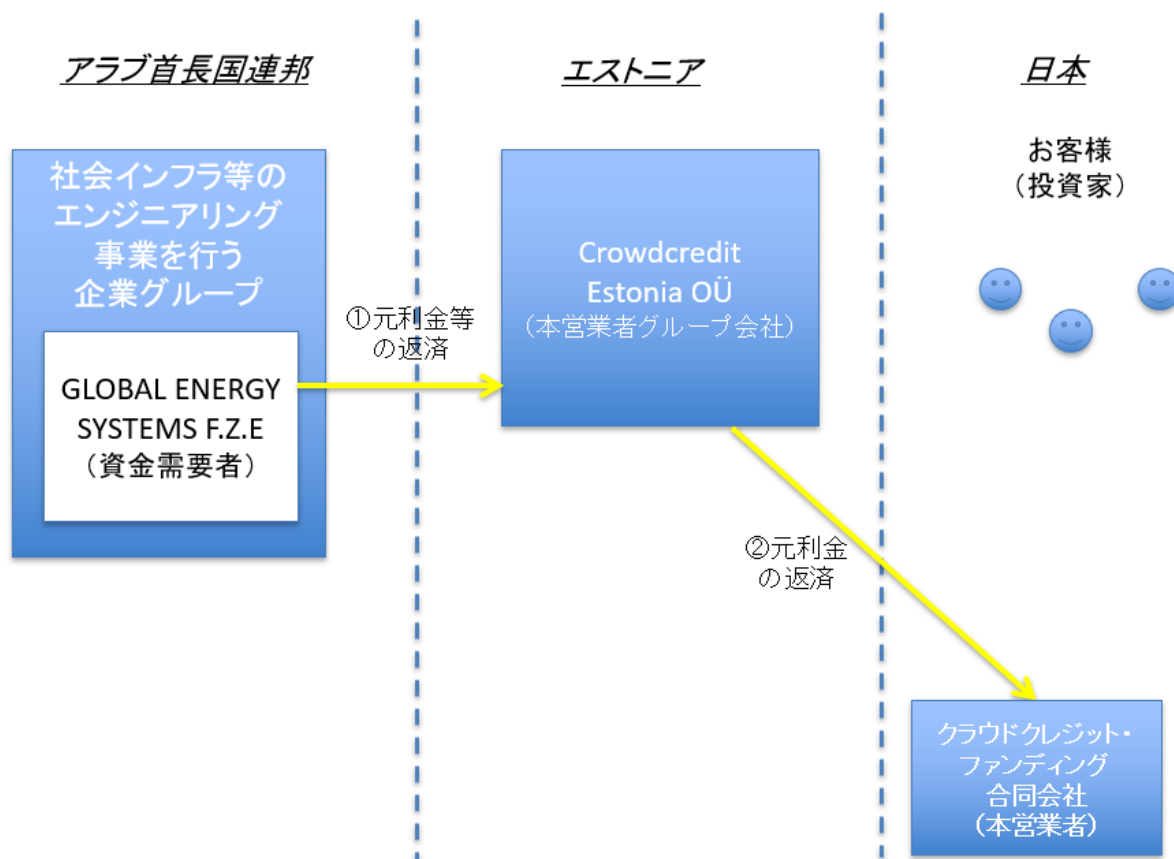 アラブ首長国連邦
エストニア
日本
社会インフラ等の
エンジニアリング
事業を行う
企業グループ
GLOBAL ENERGY
SYSTEMS F.Z.E
（資金需要者）
①元利金等
の返済
Crowdcredit
Estonia OÜ
（本営業者グループ会社）
お客様
（投資家）
②元利金
の返済
クラウドクレジット・
ファンディング
合同会社
（本営業者）